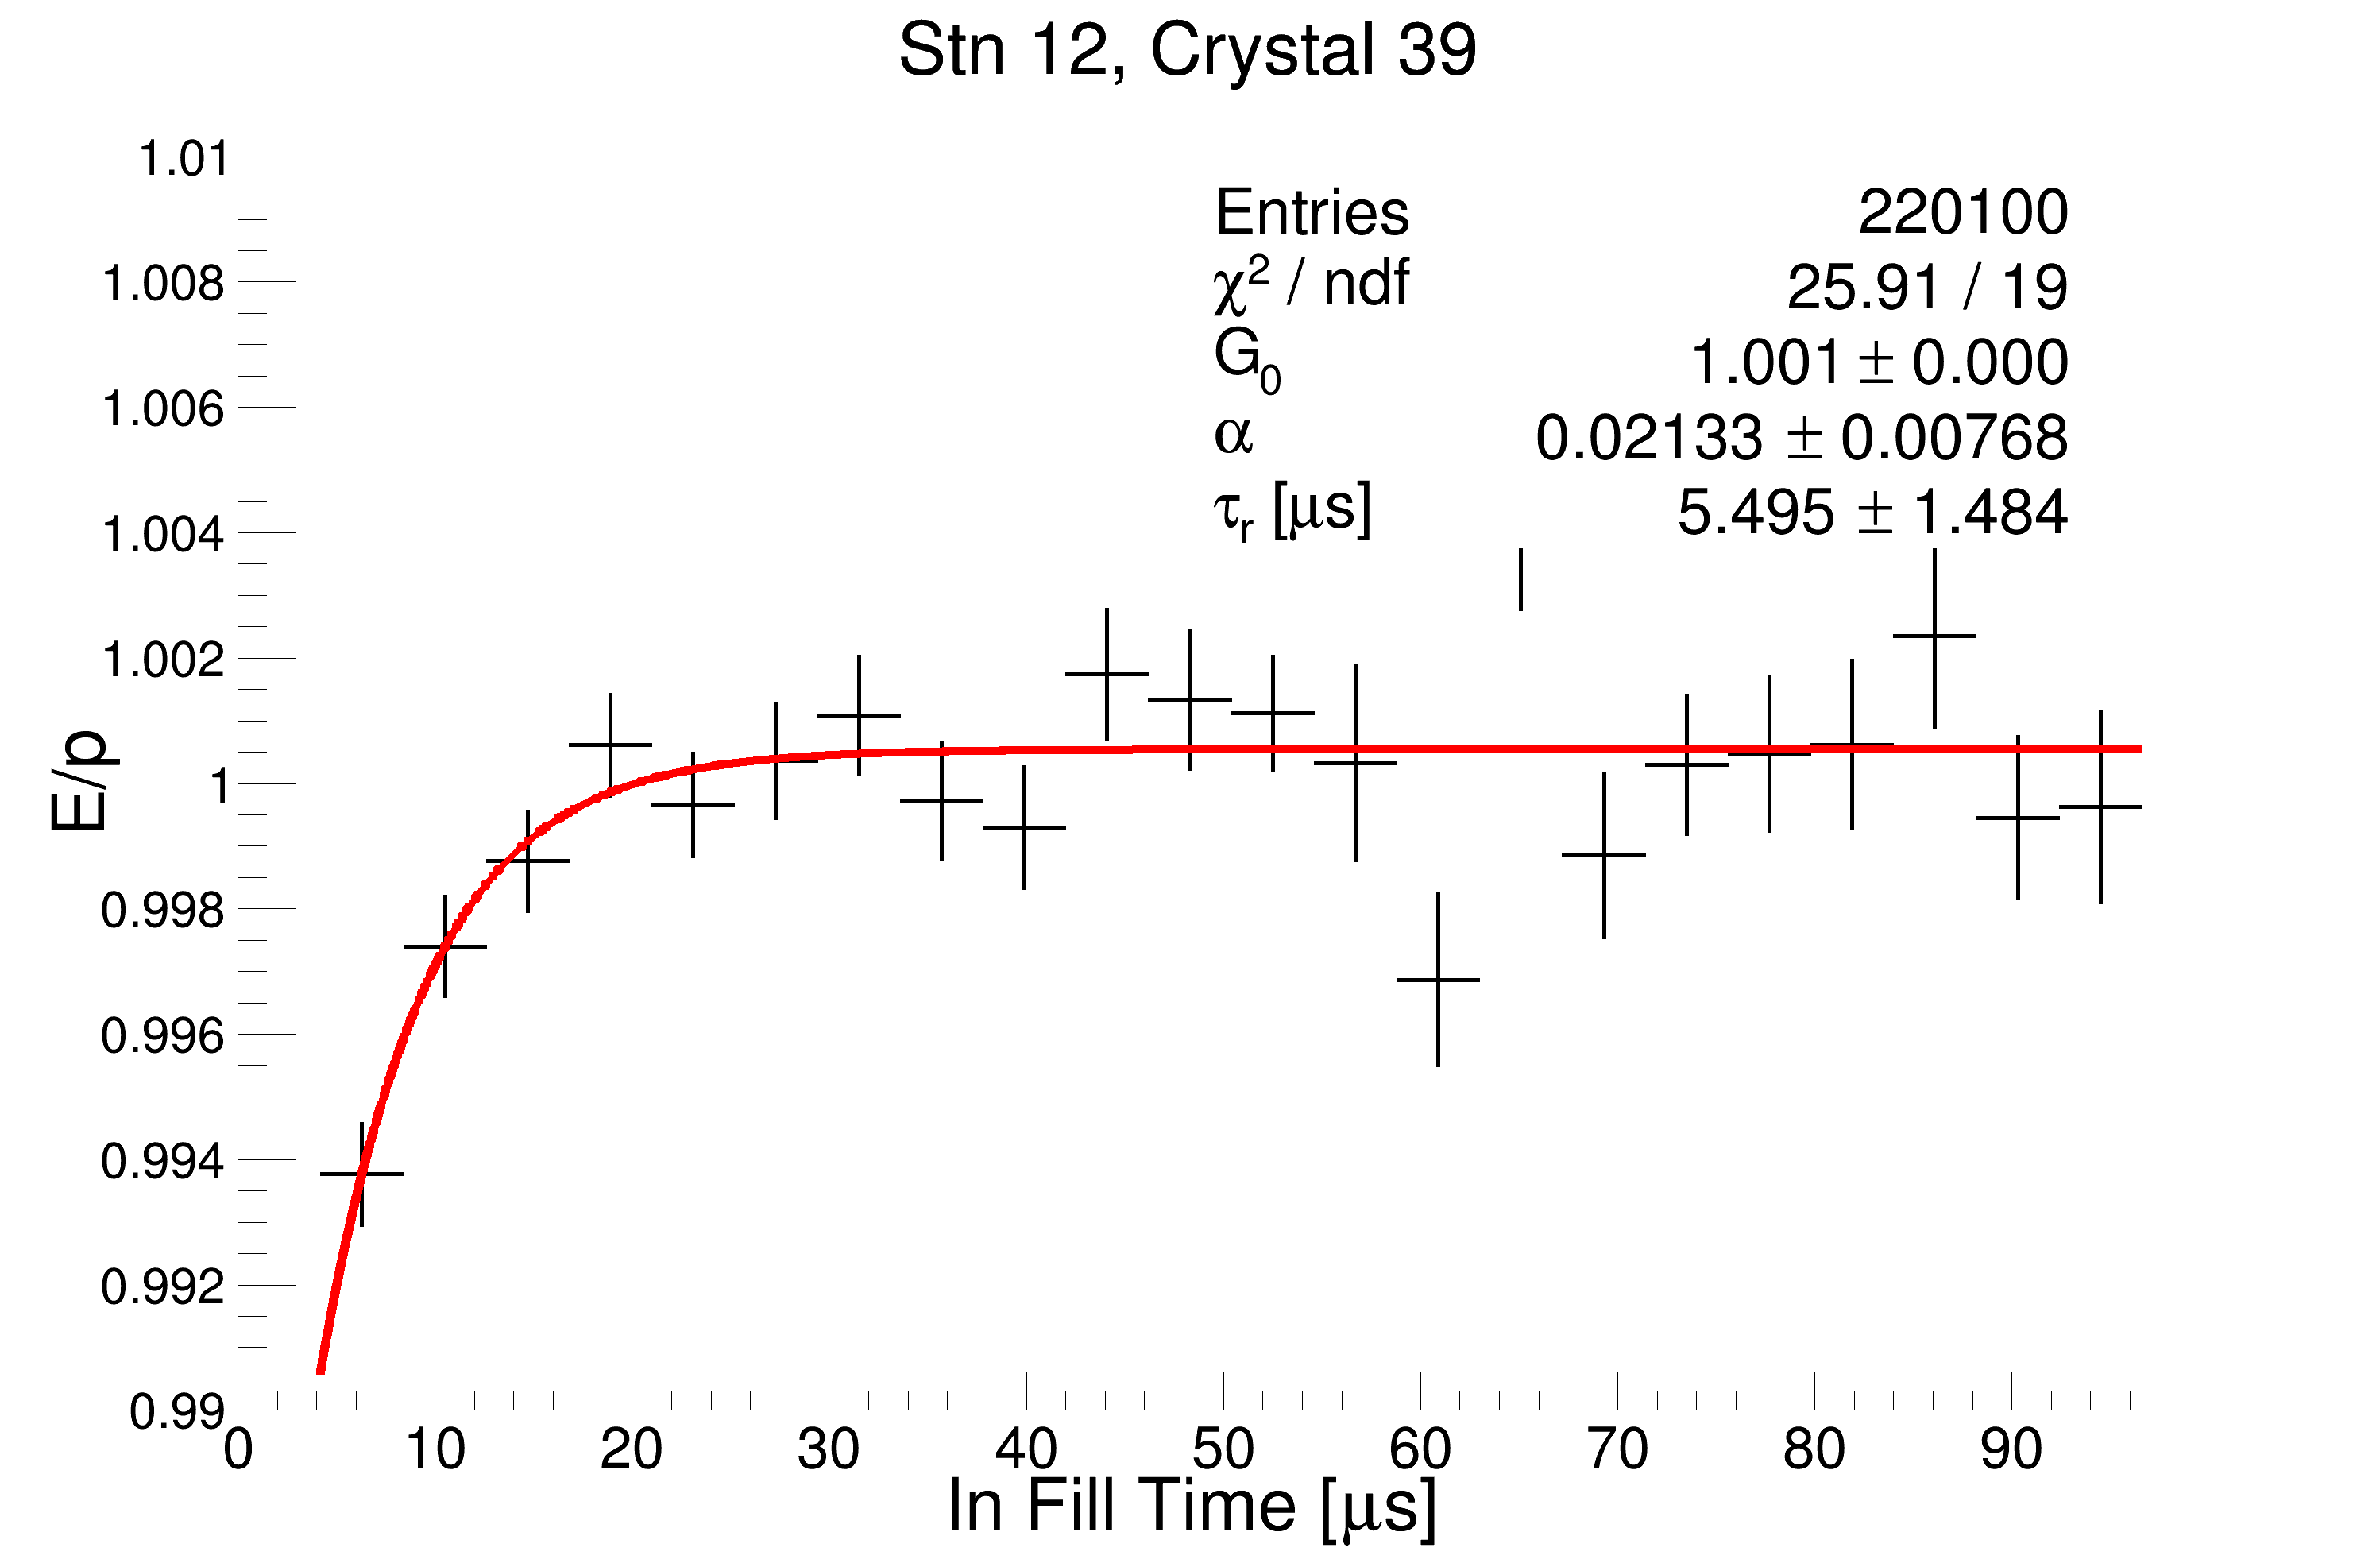 Stn 12, Crystal 39
Entries 220100
χ² / ndf 25.91 / 19
G₀ 1.001 ± 0.000
α 0.02133 ± 0.00768
τᵣ [μs] 5.495 ± 1.484
E/p
1.01
1.008
1.006
1.004
1.002
1
0.998
0.996
0.994
0.992
0.99
0 10 20 30 40 50 60 70 80 90
In Fill Time [μs]